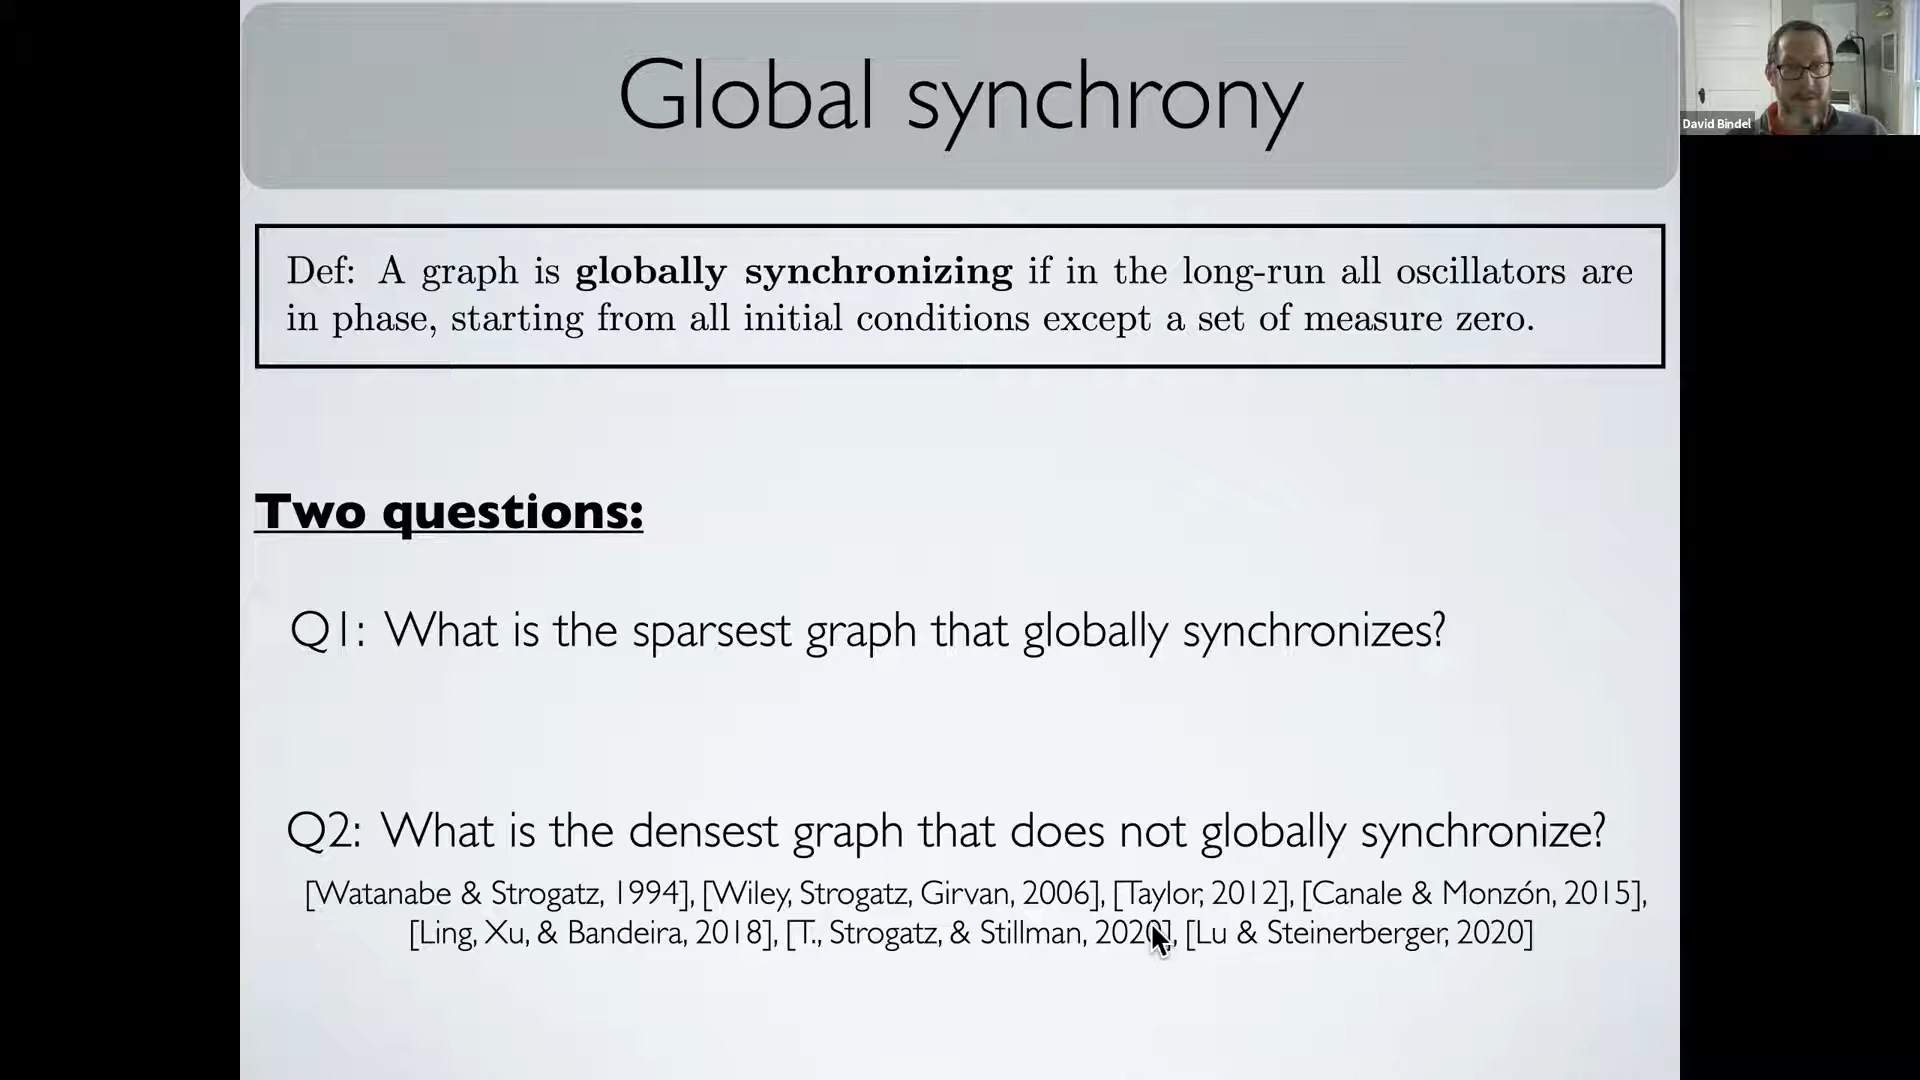 Global synchrony
David Bindel
Def: A graph is globally synchronizing if in the long-run all oscillators are
in phase, starting from all initial conditions except a set of measure zero.
Two questions:
Q1: What is the sparsest graph that globally synchronizes?
Q2: What is the densest graph that does not globally synchronize?
[Watanabe & Strogatz, 1994], [Wiley, Strogatz, Girvan, 2006], [Taylor, 2012], [Canale & Monzón, 2015],
[Ling, Xu, & Bandeira, 2018], [T., Strogatz, & Stillman, 2020], [Lu & Steinerberger, 2020]